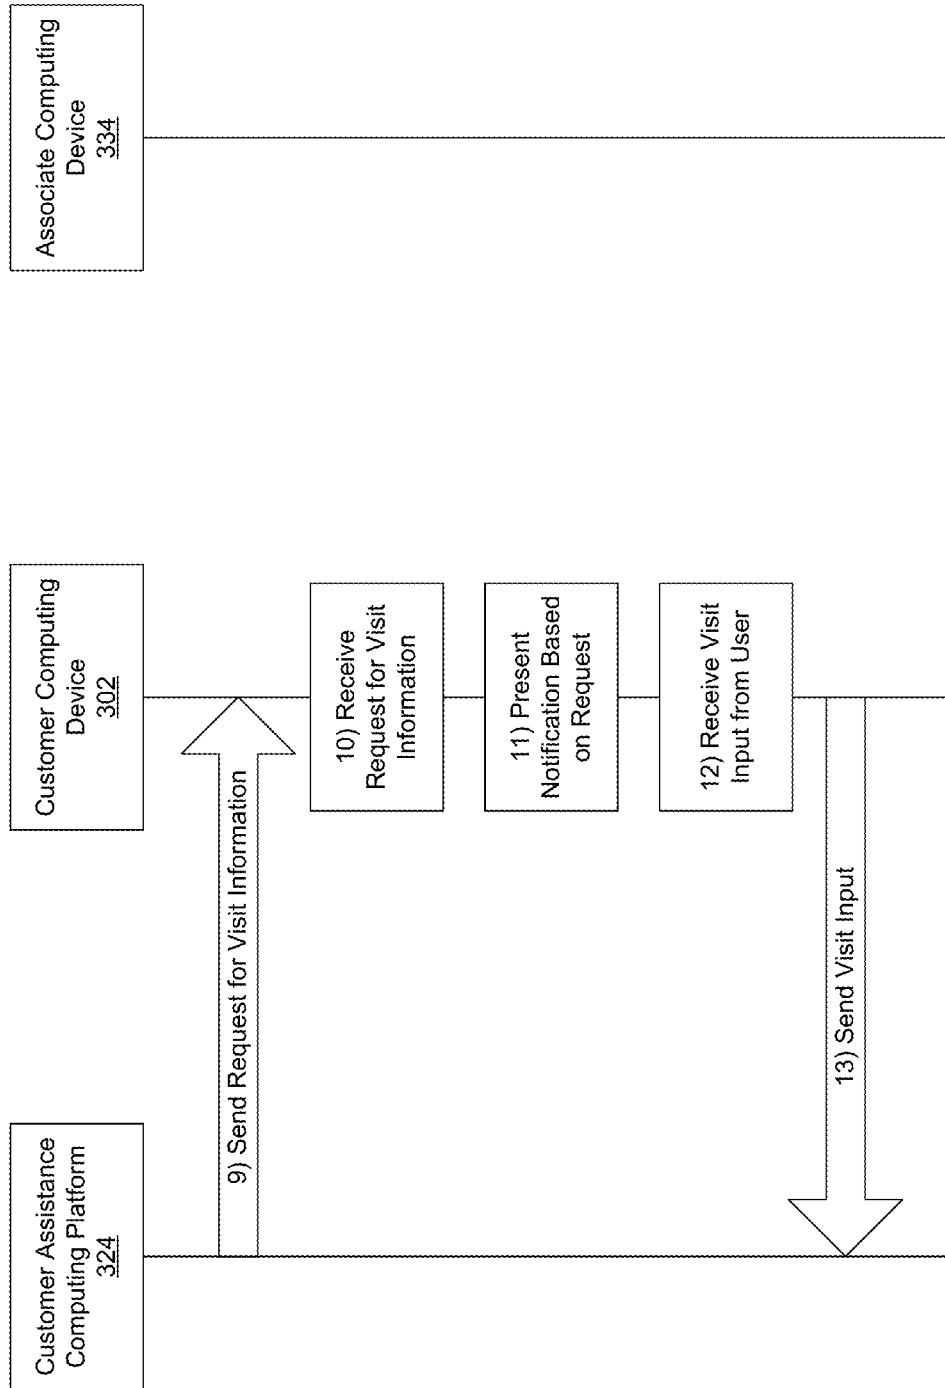 Customer Assistance
Computing Platform
324
Customer Computing
Device
302
Associate Computing
Device
334
9) Send Request for Visit Information
10) Receive
Request for Visit
Information
11) Present
Notification Based
on Request
12) Receive Visit
Input from User
13) Send Visit Input